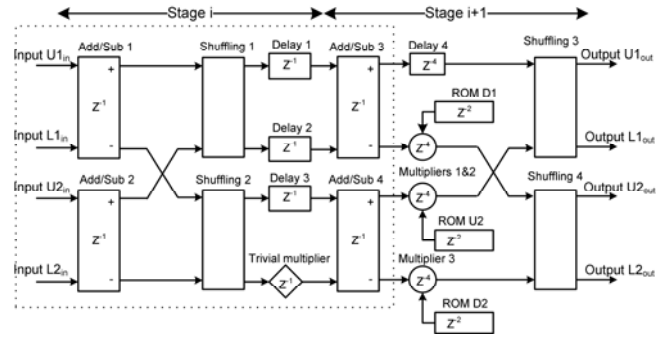 Stage i
Stage i+1
Input U1in
Add/Sub 1
Shuffling 1
Delay 1
Add/Sub 3
Delay 4
Shuffling 3
Output U1out
+
Z-1
+
Z-4
ROM D1
Z-2
Z-1
Z-1
Input L1in
Delay 2
Output L1out
-
Z-1
-
Z-4
Input U2in
Add/Sub 2
Shuffling 2
Delay 3
Add/Sub 4
Multipliers 1&2
Shuffling 4
Output U2out
+
Z-1
+
Z-4
Z-1
Z-1
ROM U2
Input L2in
Trivial multiplier
Multiplier 3
Output L2out
-
Z-1
-
Z-4
ROM D2
Z-2